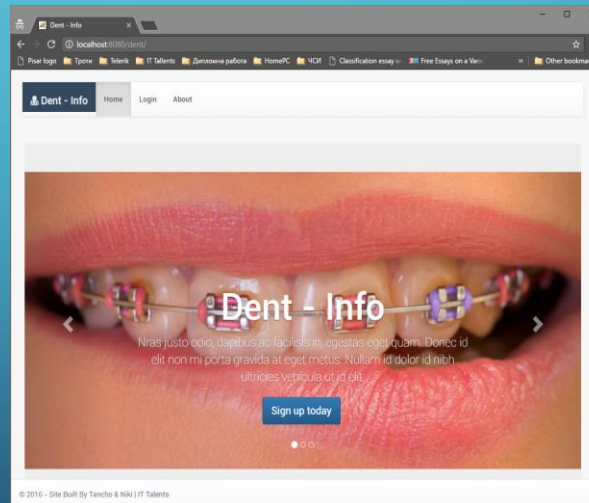 Dent - Info
localhost:8080/dent/
Pisar logo Троти Telerik IT Tallents Дипломна работа HomePC ЧСИ Classification essay Free Essays on a Vari » Other bookma
Dent - Info Home Login About
Dent - Info
Nras justo odio, dapibus ac facilisis in, egestas eget quam. Donec id
elit non mi porta gravida at eget metus. Nullam id dolor id nibh
ultricies vehicula ut id elit.
Sign up today
© 2016 - Site Built By Tancho & Niki | IT Talents